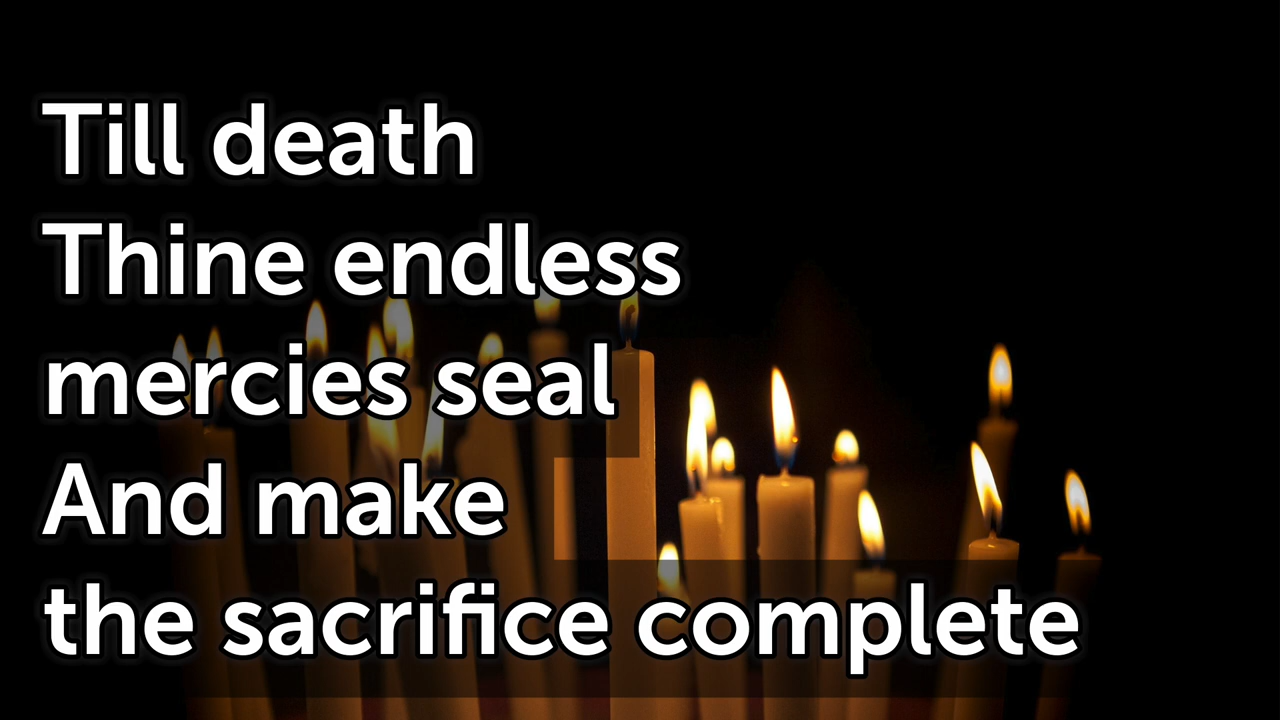 Till death
Thine endless
mercies seal
And make
the sacrifice complete